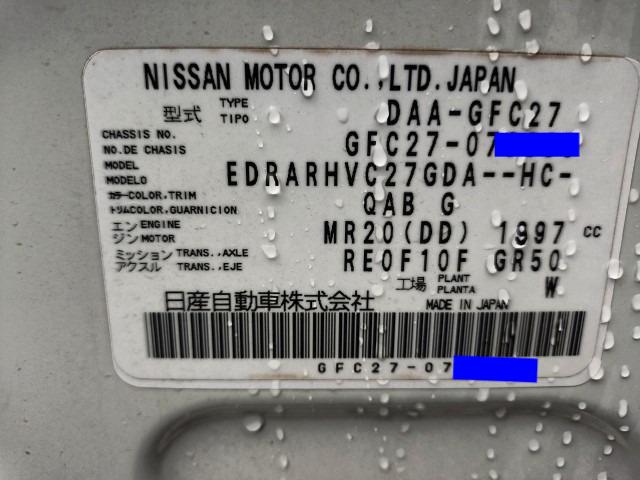 NISSAN MOTOR CO.,LTD.JAPAN
型式 TYPE TIPO DAA-GFC27
CHASSIS NO. NO.DE CHASIS GFC27-07
MODEL MODELO EDRARHVC27GDA--HC-
カラーCOLOR,TRIM トリムCOLOR,GUARNICION QAB G
エンジン ENGINE MOTOR MR20(DD) 1997 cc
ミッション アクスル TRANS.,AXLE TRANS.,EJE RE0F10F GR50
工場 PLANT PLANTA W
日産自動車株式会社 MADE IN JAPAN
GFC27-07